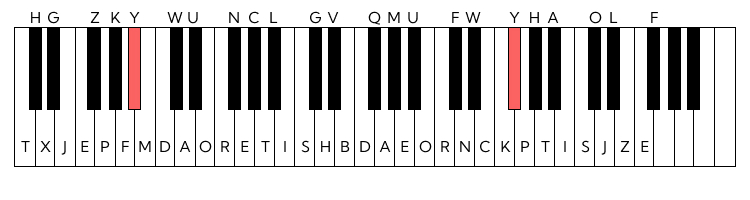 H G Z K Y W U N C L G V Q M U F W Y H A O L F
T X J E P F M D A O R E T I S H B D A E O R N C K P T I S J Z E